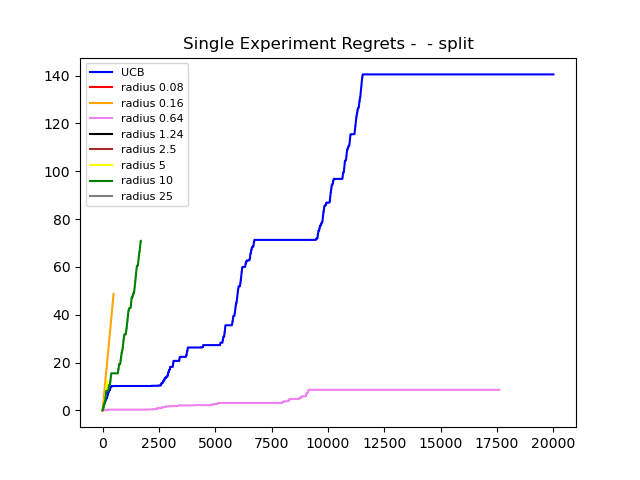 Single Experiment Regrets -  - split
UCB
radius 0.08
radius 0.16
radius 0.64
radius 1.24
radius 2.5
radius 5
radius 10
radius 25
140
120
100
80
60
40
20
0
0 2500 5000 7500 10000 12500 15000 17500 20000